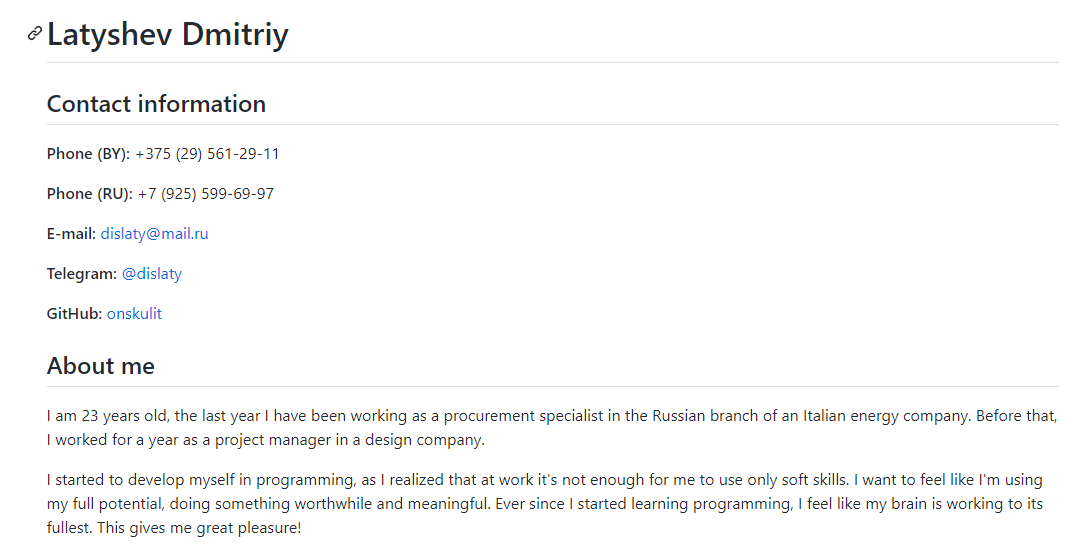 Latyshev Dmitriy
Contact information
Phone (BY): +375 (29) 561-29-11
Phone (RU): +7 (925) 599-69-97
E-mail: dislaty@mail.ru
Telegram: @dislaty
GitHub: onskulit
About me
I am 23 years old, the last year I have been working as a procurement specialist in the Russian branch of an Italian energy company. Before that,
I worked for a year as a project manager in a design company.
I started to develop myself in programming, as I realized that at work it's not enough for me to use only soft skills. I want to feel like I'm using
my full potential, doing something worthwhile and meaningful. Ever since I started learning programming, I feel like my brain is working to its
fullest. This gives me great pleasure!